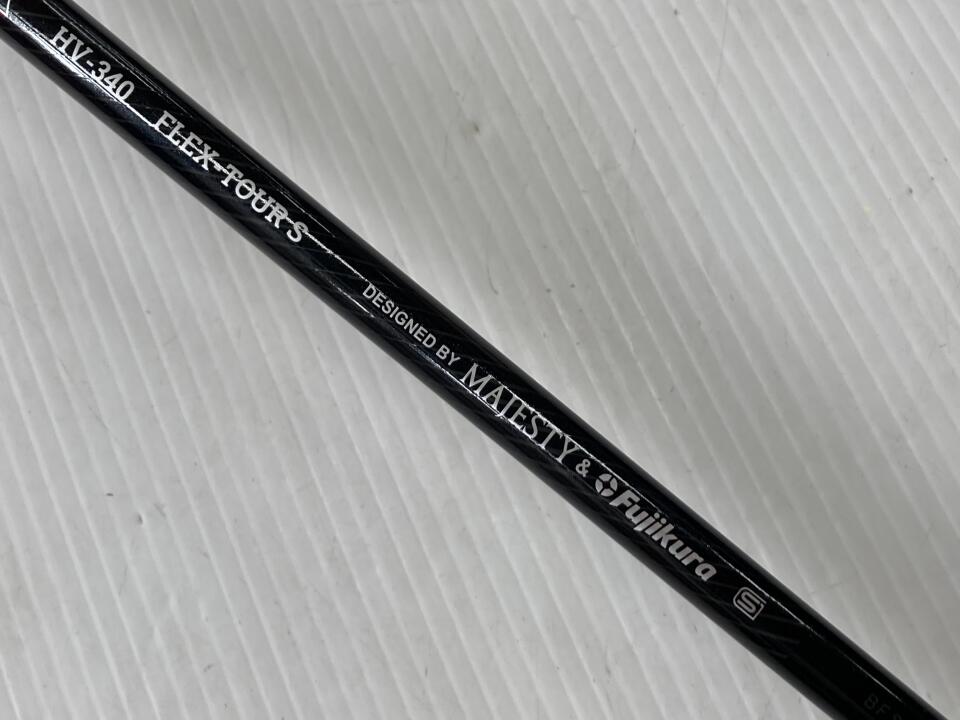 HV-340 FLEX-TOUR S DESIGNED BY MAJESTY & Fujikura S